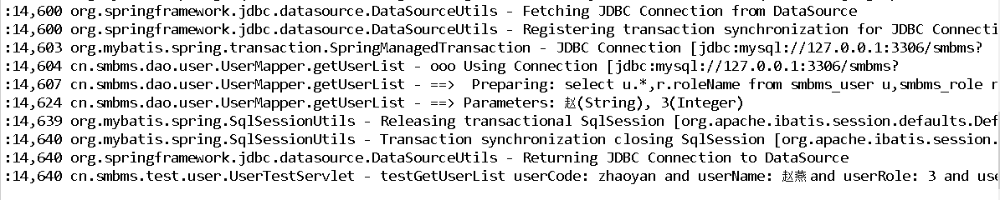 :14,600 org.springframework.jdbc.datasource.DataSourceUtils - Fetching JDBC Connection from DataSource
:14,600 org.springframework.jdbc.datasource.DataSourceUtils - Registering transaction synchronization for JDBC Connecti
:14,603 org.mybatis.spring.transaction.SpringManagedTransaction - JDBC Connection [jdbc:mysql://127.0.0.1:3306/smbms?
:14,604 cn.smbms.dao.user.UserMapper.getUserList - ooo Using Connection [jdbc:mysql://127.0.0.1:3306/smbms?
:14,607 cn.smbms.dao.user.UserMapper.getUserList - ==>  Preparing: select u.*,r.roleName from smbms_user u,smbms_role r
:14,624 cn.smbms.dao.user.UserMapper.getUserList - ==> Parameters: 赵(String), 3(Integer)
:14,639 org.mybatis.spring.SqlSessionUtils - Releasing transactional SqlSession [org.apache.ibatis.session.defaults.Def
:14,640 org.mybatis.spring.SqlSessionUtils - Transaction synchronization closing SqlSession [org.apache.ibatis.session.
:14,640 org.springframework.jdbc.datasource.DataSourceUtils - Returning JDBC Connection to DataSource
:14,640 cn.smbms.test.user.UserTestServlet - testGetUserList userCode: zhaoyan and userName: 赵燕 and userRole: 3 and use